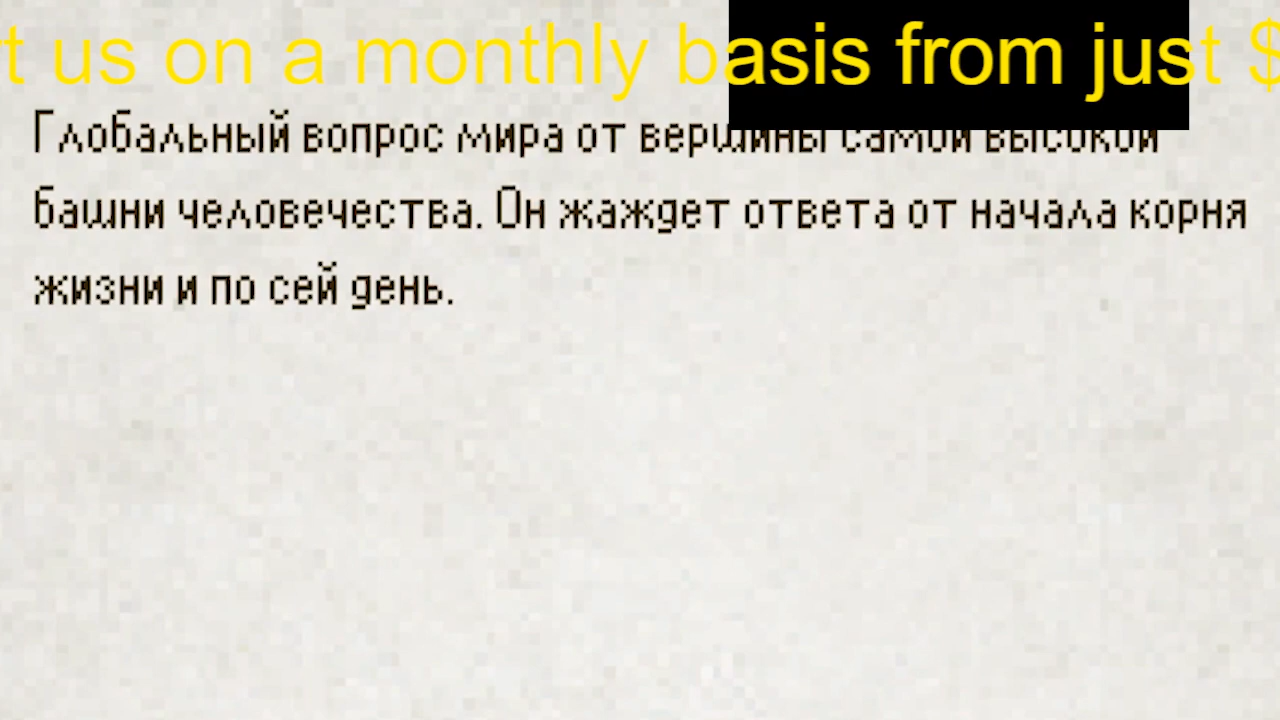 t us on a monthly basis from just $
Глобальный вопрос мира от вершины самой высокой
башни человечества. Он жаждет ответа от начала корня
жизни и по сей день.